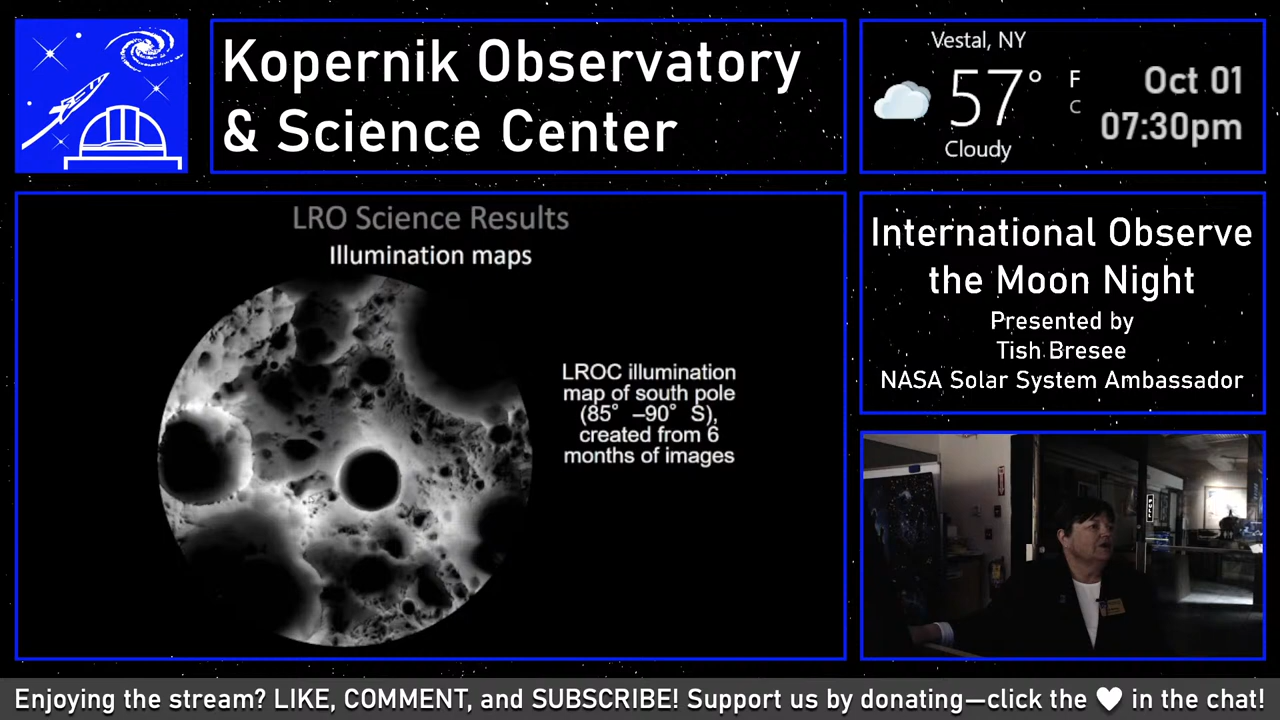 Kopernik Observatory
& Science Center
Vestal, NY
57° F
C
Cloudy
Oct 01
07:30pm
LRO Science Results
Illumination maps
LROC illumination
map of south pole
(85° –90° S),
created from 6
months of images
International Observe
the Moon Night
Presented by
Tish Bresee
NASA Solar System Ambassador
PULL
Enjoying the stream? LIKE, COMMENT, and SUBSCRIBE! Support us by donating—click the ♥ in the chat!